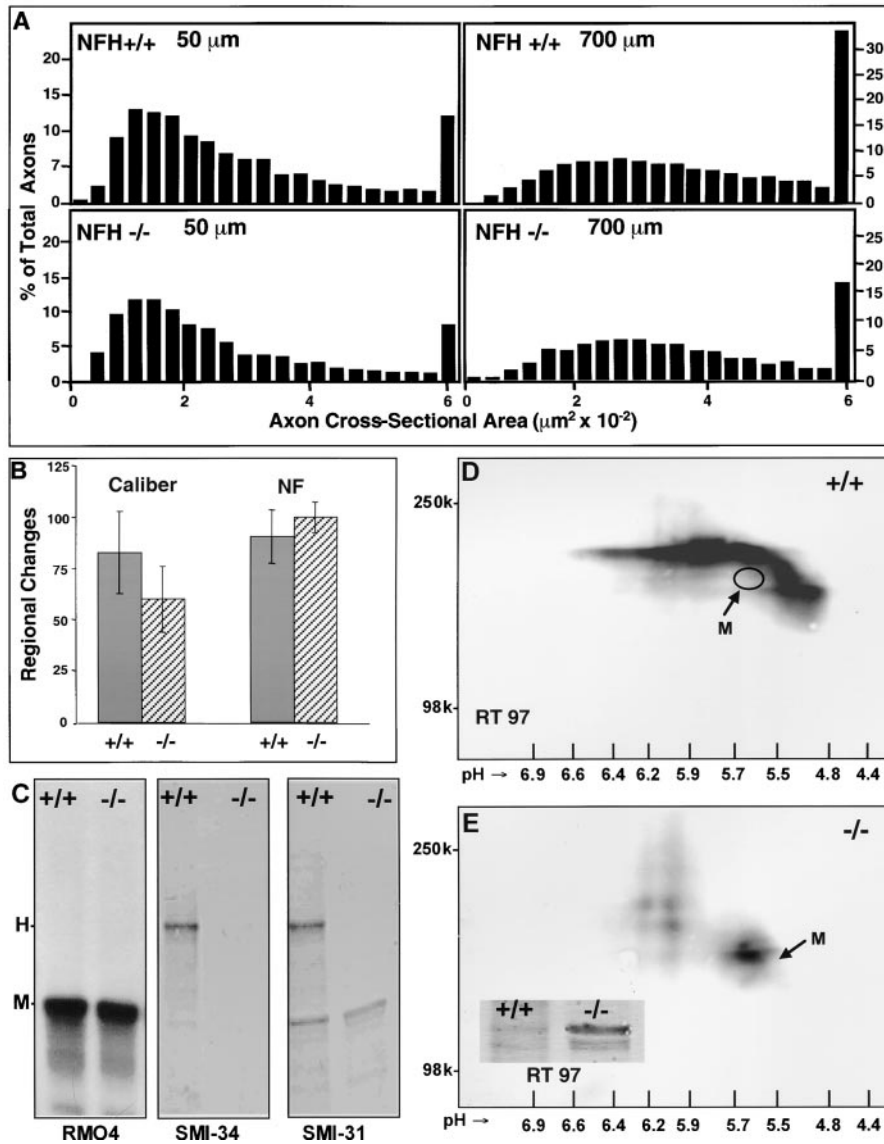 A
NFH+/+ 50 μm
NFH +/+ 700 μm
20
15
10
7
5
0
30
25
20
15
10
5
0
% of Total Axons
NFH -/- 50 μm
NFH -/- 700 μm
20
15
10
5
0
25
20
15
10
5
0
0 2 4 6
0 2 4 6
Axon Cross-Sectional Area (μm² x 10⁻²)
B
Caliber NF
Regional Changes
125
100
75
50
25
0
+/+ -/- +/+ -/-
C
+/+ -/- +/+ -/- +/+ -/-
H
M
RMO4 SMI-34 SMI-31
D
+/+
250k
M
98k
RT 97
pH → 6.9 6.6 6.4 6.2 5.9 5.7 5.5 4.8 4.4
E
-/-
250k
M
+/+ -/-
98k
RT 97
pH → 6.9 6.6 6.4 6.2 5.9 5.7 5.5 4.8 4.4